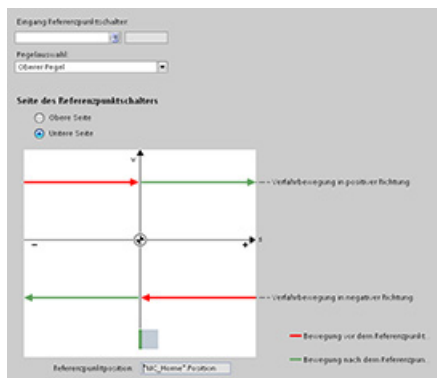 Eingang Referenzpunktschalter:
Pegelauswahl:
Oberer Pegel
Seite des Referenzpunktschalters
Obere Seite
Untere Seite
v
Verfahrbewegung in positiver Richtung
x
Verfahrbewegung in negativer Richtung
Bewegung vor dem Referenzpunkt...
Bewegung nach dem Referenzpun...
Referenzpunktposition: "MC_Home".Position